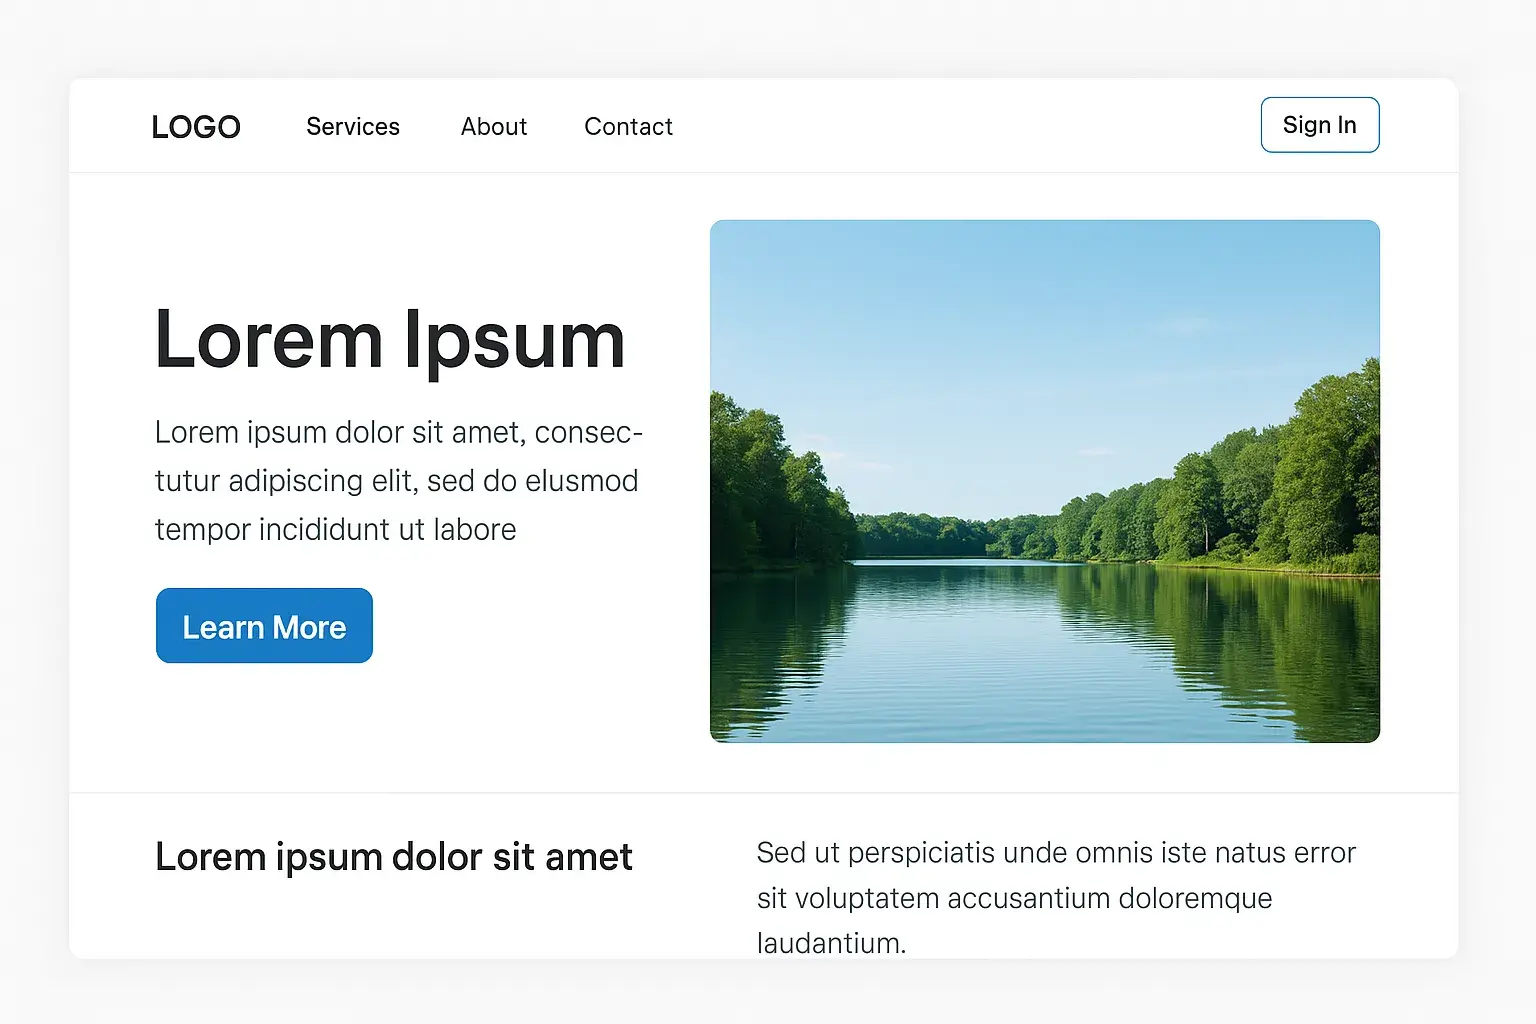 LOGO
Services
About
Contact
Sign In
Lorem Ipsum
Lorem ipsum dolor sit amet, consec-
tutur adipiscing elit, sed do elusmod
tempor incididunt ut labore
Learn More
Lorem ipsum dolor sit amet
Sed ut perspiciatis unde omnis iste natus error
sit voluptatem accusantium doloremque
laudantium.